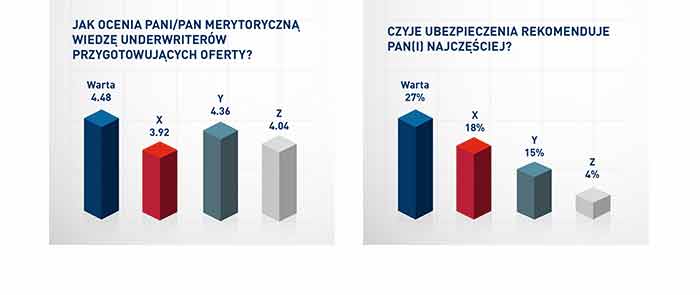 JAK OCENIA PANI/PAN MERYTORYCZNĄ
WIEDZĘ UNDERWRITERÓW
PRZYGOTOWUJĄCYCH OFERTY?
Warta
4.48
X
3.92
Y
4.36
Z
4.04
CZYJE UBEZPIECZENIA REKOMENDUJE
PAN(I) NAJCZĘŚCIEJ?
Warta
27%
X
18%
Y
15%
Z
4%